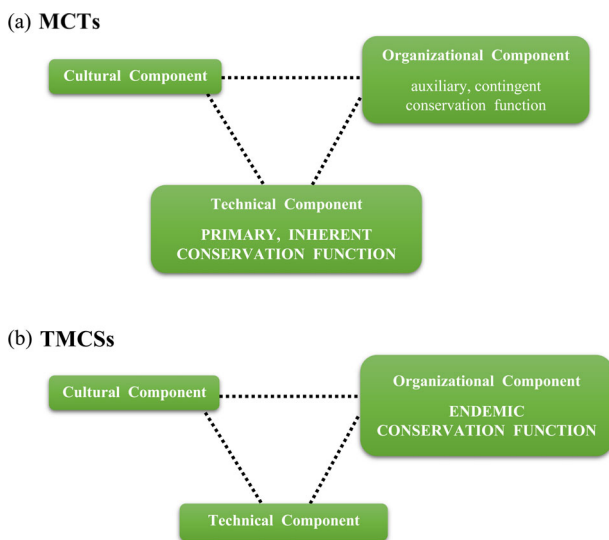 (a) MCTs
Organizational Component
Cultural Component
auxiliary, contingent
conservation function
Technical Component
PRIMARY, INHERENT
CONSERVATION FUNCTION
(b) TMCSs
Organizational Component
Cultural Component
ENDEMIC
CONSERVATION FUNCTION
Technical Component